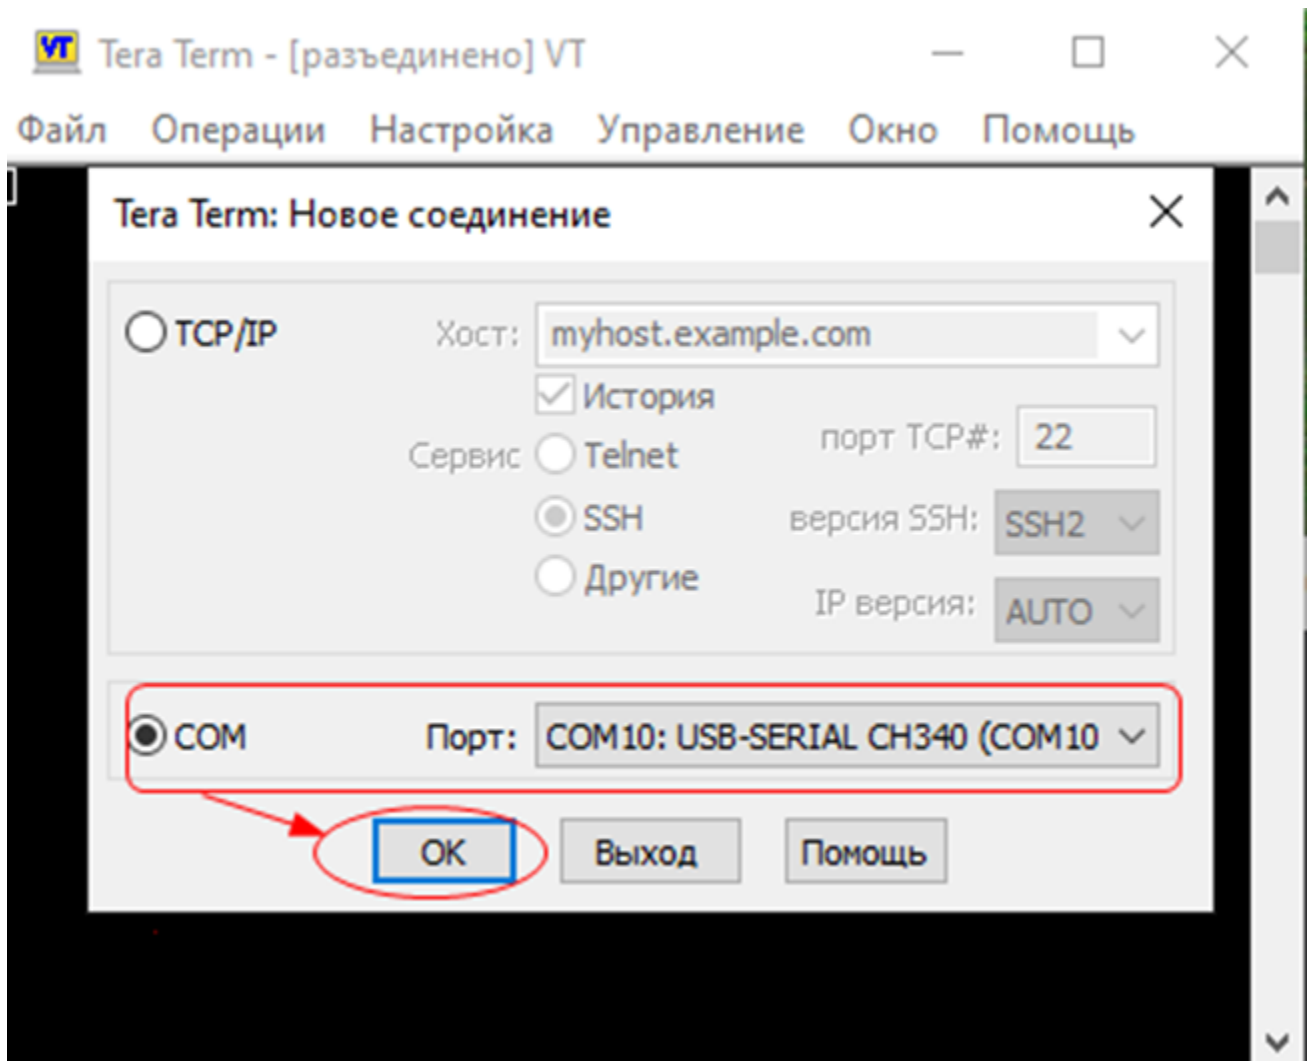 VT Tera Term - [разъединено] VT
Файл Операции Настройка Управление Окно Помощь
Tera Term: Новое соединение
TCP/IP Хост: myhost.example.com
История
Сервис Telnet порт TCP#: 22
SSH версия SSH: SSH2
Другие IP версия: AUTO
COM Порт: COM10: USB-SERIAL CH340 (COM10
OK Выход Помощь